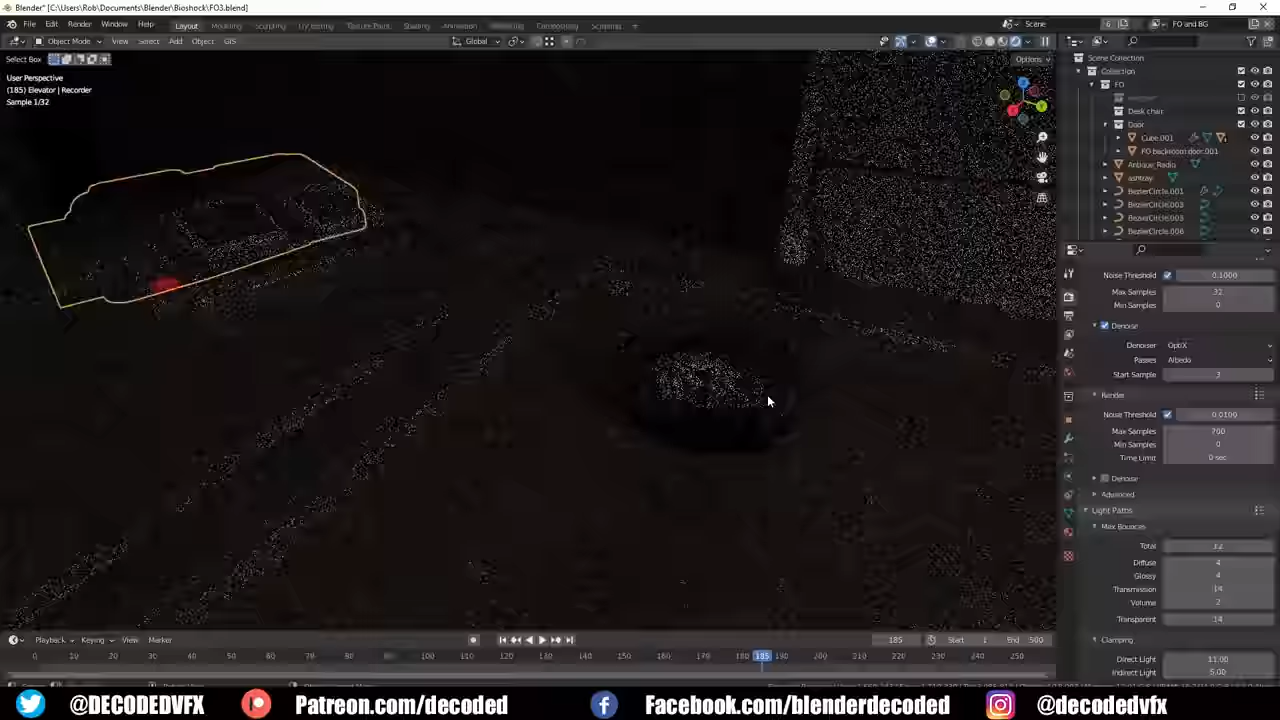 Blender* [C:\Users\Rob\Documents\Blender\Bioshock\FO3.blend]
File Edit Render Window Help Layout Modeling Sculpting UV Editing Texture Paint Shading Animation Rendering Compositing Scripting + Scene 6 FO and BG
Object Mode View Select Add Object GIS Global
Select Box Options
User Perspective
(185) Elevator | Recorder
Sample 1/32
Scene Collection
Collection
FO
Desk chair
Door
Cube.001
FO backroom door.001
Antique_Radio
ashtray
BezierCircle.001
BezierCircle.003
BezierCircle.006
Noise Threshold 0.1000
Max Samples 32
Min Samples 0
Denoise
Denoiser OptiX
Passes Albedo
Start Sample 3
Render
Noise Threshold 0.0100
Max Samples 700
Min Samples 0
Time Limit 0 sec
Denoise
Advanced
Light Paths
Max Bounces
Total 12
Diffuse 4
Glossy 4
Transmission 14
Volume 2
Transparent 14
Clamping
Direct Light 11.00
Indirect Light 5.00
Playback Keying View Marker 185 Start 1 End 500
0 10 20 30 40 50 60 70 80 90 100 110 120 130 140 150 160 170 180 185 190 200 210 220 230 240 250
@DECODEDVFX Patreon.com/decoded Facebook.com/blenderdecoded @decodedvfx